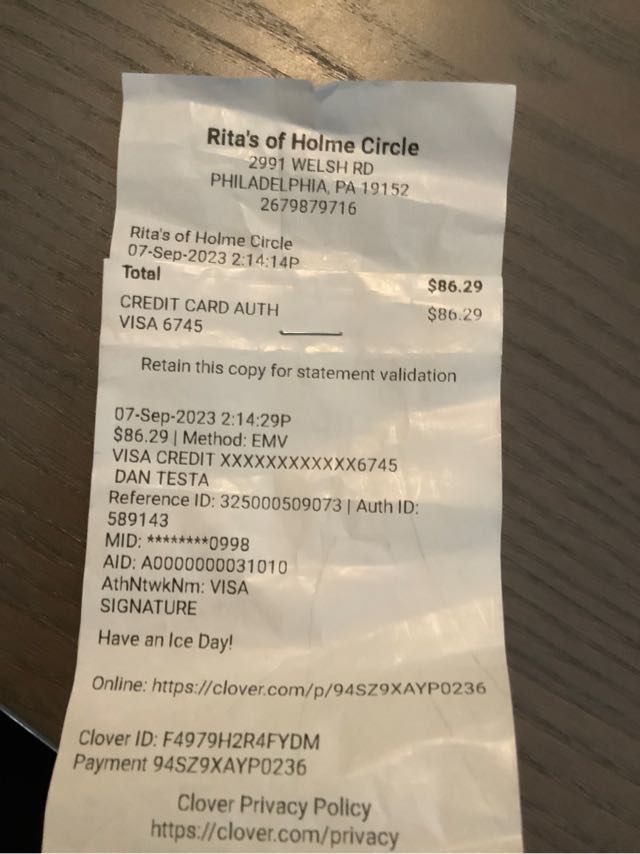 Rita's of Holme Circle
2991 WELSH RD
PHILADELPHIA, PA 19152
2679879716
Rita's of Holme Circle
07-Sep-2023 2:14:14P
Total $86.29
CREDIT CARD AUTH $86.29
VISA 6745
Retain this copy for statement validation
07-Sep-2023 2:14:29P
$86.29 | Method: EMV
VISA CREDIT XXXXXXXXXXXX6745
DAN TESTA
Reference ID: 325000509073 | Auth ID:
589143
MID: ********0998
AID: A0000000031010
AthNtwkNm: VISA
SIGNATURE
Have an Ice Day!
Online: https://clover.com/p/94SZ9XAYP0236
Clover ID: F4979H2R4FYDM
Payment 94SZ9XAYP0236
Clover Privacy Policy
https://clover.com/privacy